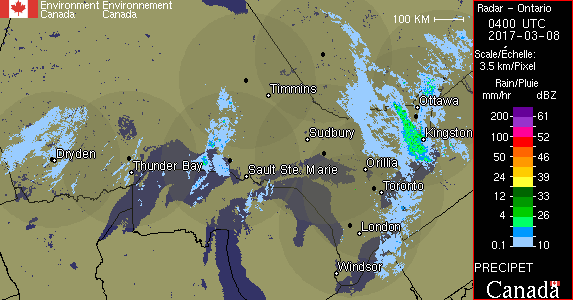 Environment Environnement
Canada Canada
100 KM
Timmins
Ottawa
Sudbury
Kingston
Dryden
Thunder Bay
Sault Ste. Marie
Orillia
Toronto
London
Windsor
Radar - Ontario
0400 UTC
2017-03-08
Scale/Échelle:
3.5 km/Pixel
Rain/Pluie
mm/hr dBZ
200 61
100 52
50 46
24 39
12 33
4 26
0.1 10
PRECIPET
Canada